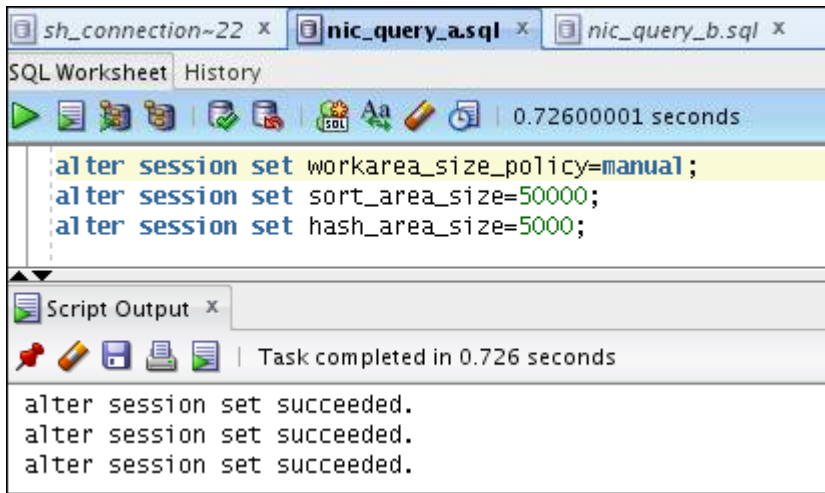 sh_connection~22 x nic_query_a.sql x nic_query_b.sql x
SQL Worksheet History
SQL Aa 0.72600001 seconds
alter session set workarea_size_policy=manual;
alter session set sort_area_size=50000;
alter session set hash_area_size=5000;
Script Output x
Task completed in 0.726 seconds
alter session set succeeded.
alter session set succeeded.
alter session set succeeded.